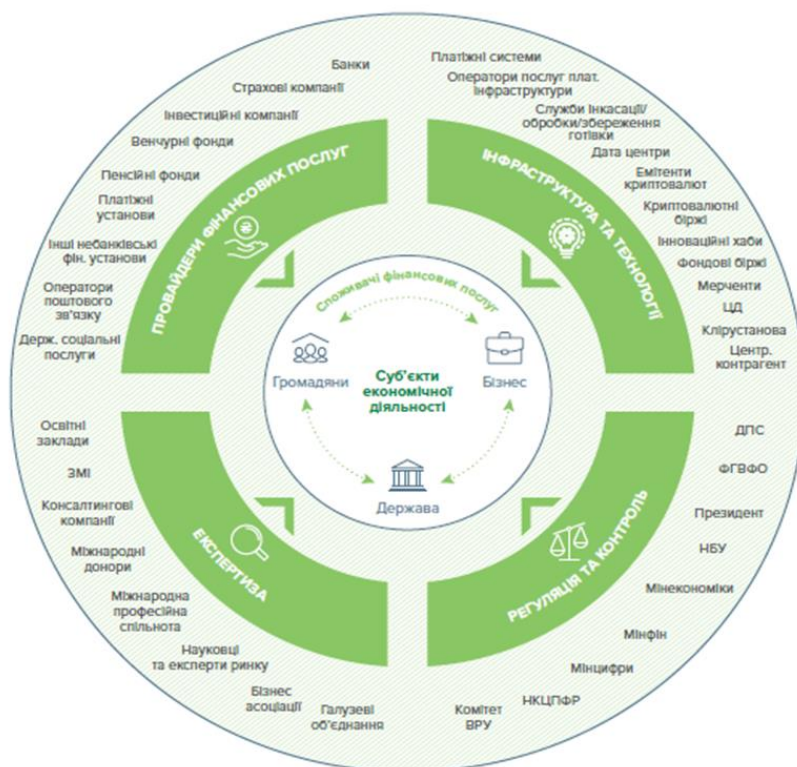 Банки
Страхові компанії
Інвестиційні компанії
Венчурні фонди
Пенсійні фонди
Платіжні
установи
Інші небанківські
фін. установи
Оператори
поштового
зв'язку
Держ. соціальні
послуги
ПРОВАЙДЕРИ ФІНАНСОВИХ ПОСЛУГ
Платіжні системи
Оператори послуг плат.
Інфраструктури
Служби Інкасації/
обробки/збереження
готівки
Дата центри
Емітенти
криптовалют
Криптовалютні
біржі
Інноваційні хаби
Фондові біржі
Мерченти
ЦД
Клірустанова
Центр.
контрагент
ІНФРАСТРУКТУРА ТА ТЕХНОЛОГІЇ
Споживачі фінансових послуг
Громадяни
Суб'єкти
економічної
діяльності
Бізнес
Держава
Освітні
заклади
ЗМІ
Консалтингові
компанії
Міжнародні
донори
Міжнародна
професійна
спільнота
Науковці
та експерти ринку
Бізнес
асоціації
Галузеві
об'єднання
ЕКСПЕРТИЗА
ДПС
ФГВФО
Президент
НБУ
Мінекономіки
Мінфін
Мінцифри
НКЦПФР
Комітет
ВРУ
РЕГУЛЯЦІЯ ТА КОНТРОЛЬ